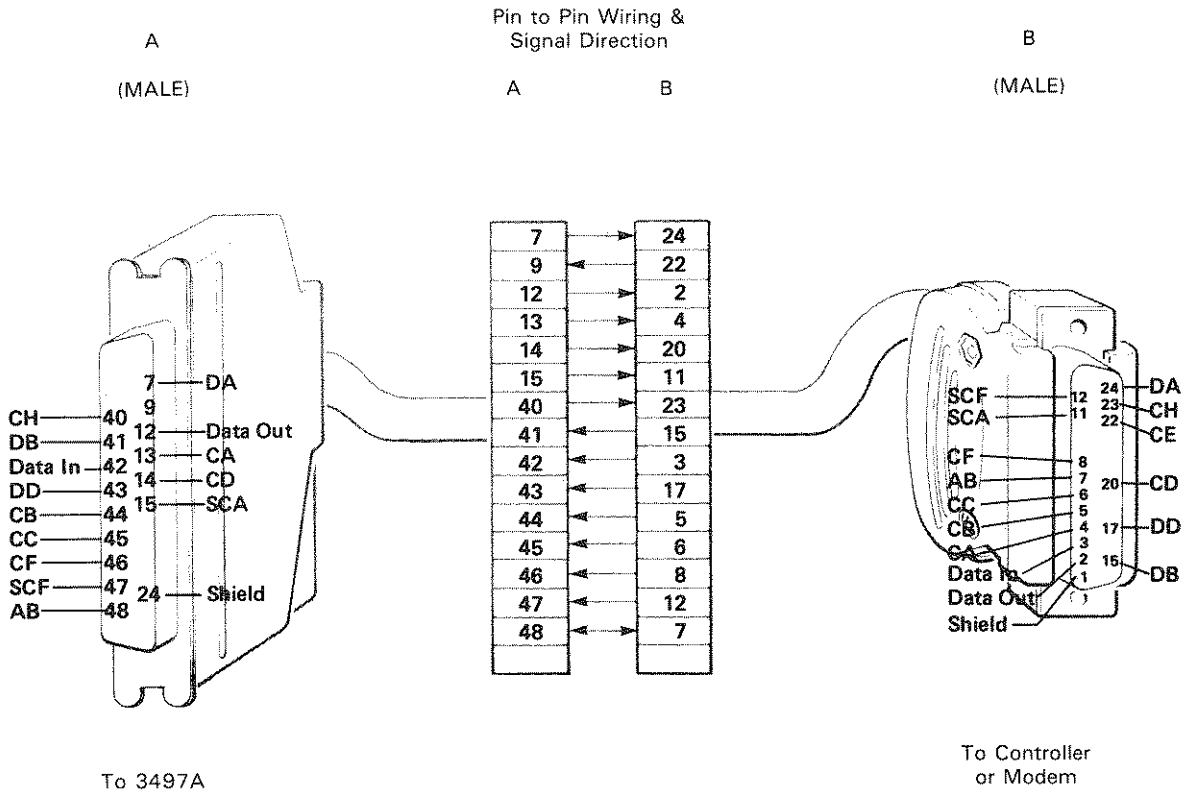 Pin to Pin Wiring &
Signal Direction
A
B
(MALE)
A
B
(MALE)
7 24
9 22
12 2
13 4
14 20
15 11
40 23
41 15
42 3
43 17
44 5
45 6
46 8
47 12
48 7
7 DA
9
CH 40
12 Data Out
DB 41
13 CA
Data In 42
14 CD
DD 43
15 SCA
CB 44
CC 45
CF 46
SCF 47
24 Shield
AB 48
SCF 12
SCA 11
CF 8
AB 7
CC 6
CB 5
CA 4
Data In 3
Data Out 2
Shield 1
24 DA
23 CH
22 CE
20 CD
17 DD
15 DB
To 3497A
To Controller
or Modem